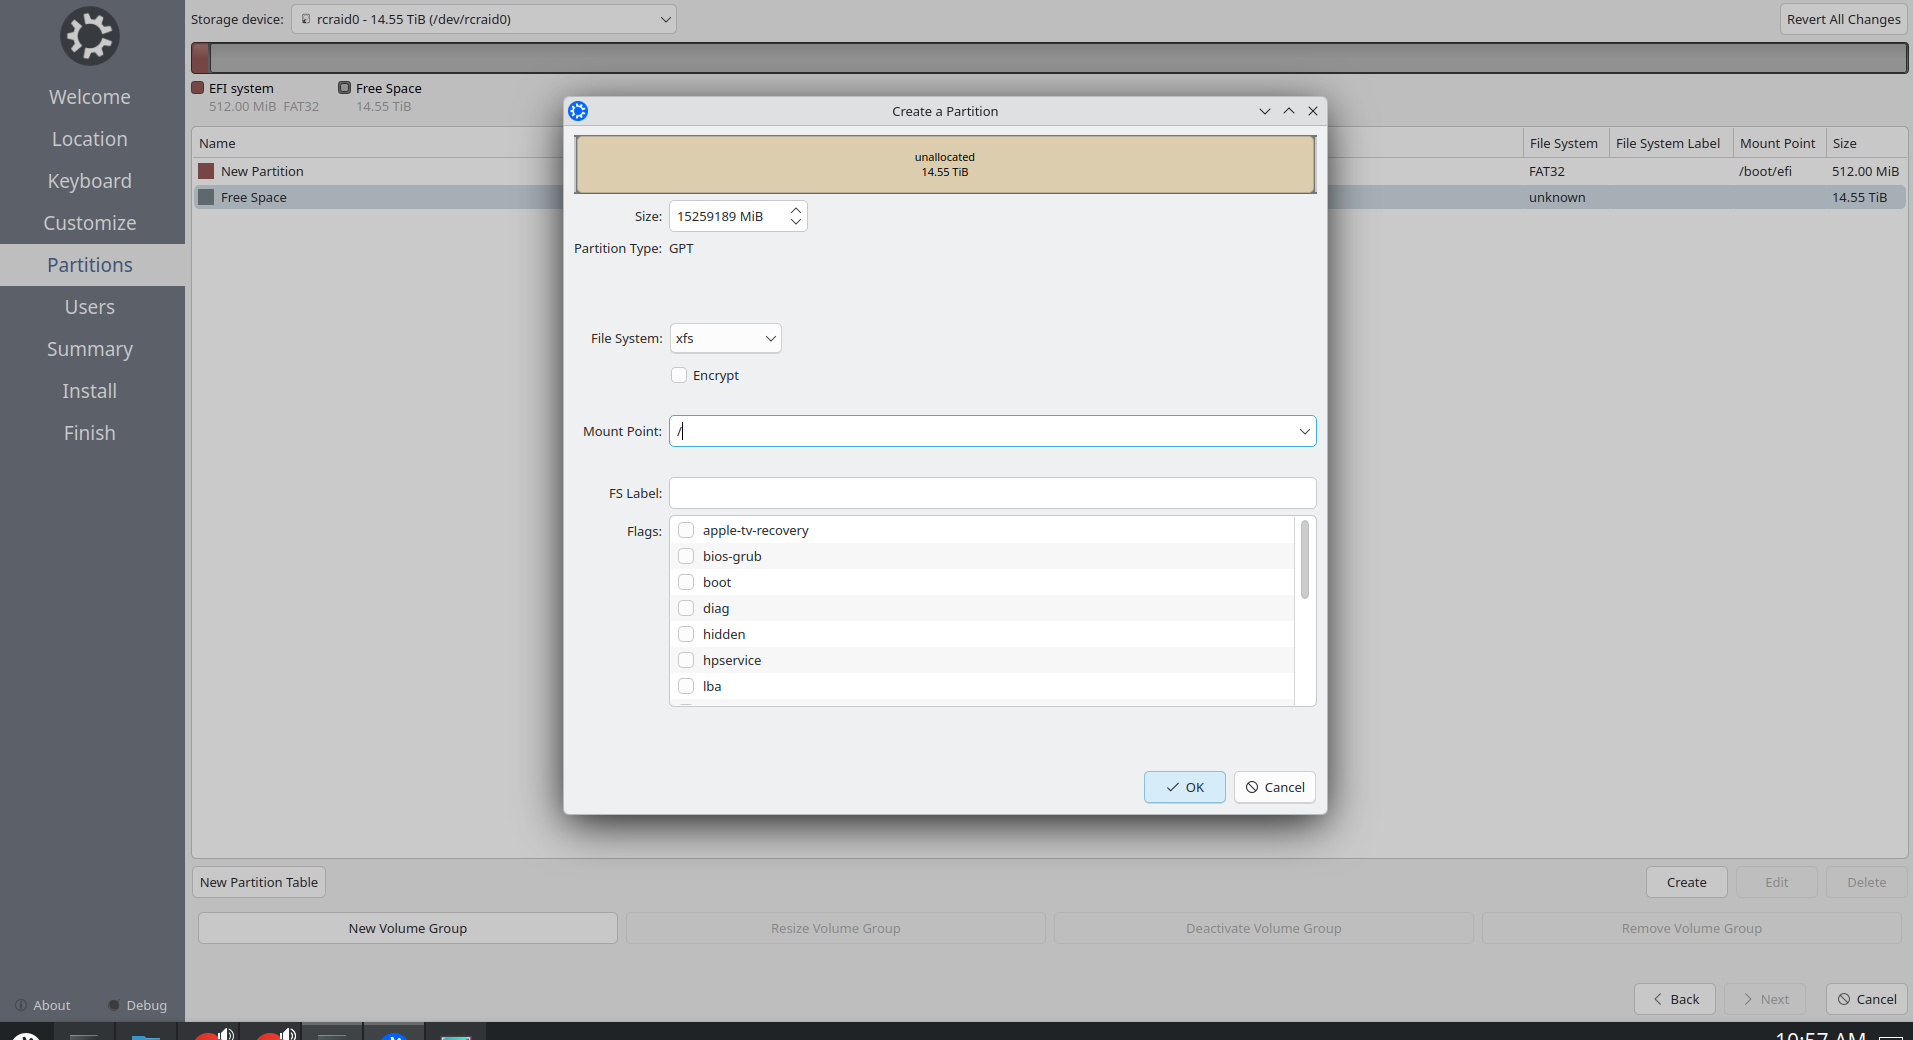 Storage device:
rcraid0 - 14.55 TiB (/dev/rcraid0)
Revert All Changes
EFI system
512.00 MiB FAT32
Free Space
14.55 TiB
Welcome
Location
Keyboard
Customize
Partitions
Users
Summary
Install
Finish
About
Debug
Name
File System
File System Label
Mount Point
Size
New Partition
FAT32
/boot/efi
512.00 MiB
Free Space
unknown
14.55 TiB
Create a Partition
unallocated
14.55 TiB
Size: 15259189 MiB
Partition Type: GPT
File System: xfs
Encrypt
Mount Point: /
FS Label:
Flags:
apple-tv-recovery
bios-grub
boot
diag
hidden
hpservice
lba
OK
Cancel
New Partition Table
Create
Edit
Delete
New Volume Group
Resize Volume Group
Deactivate Volume Group
Remove Volume Group
Back
Next
Cancel
10:57 AM